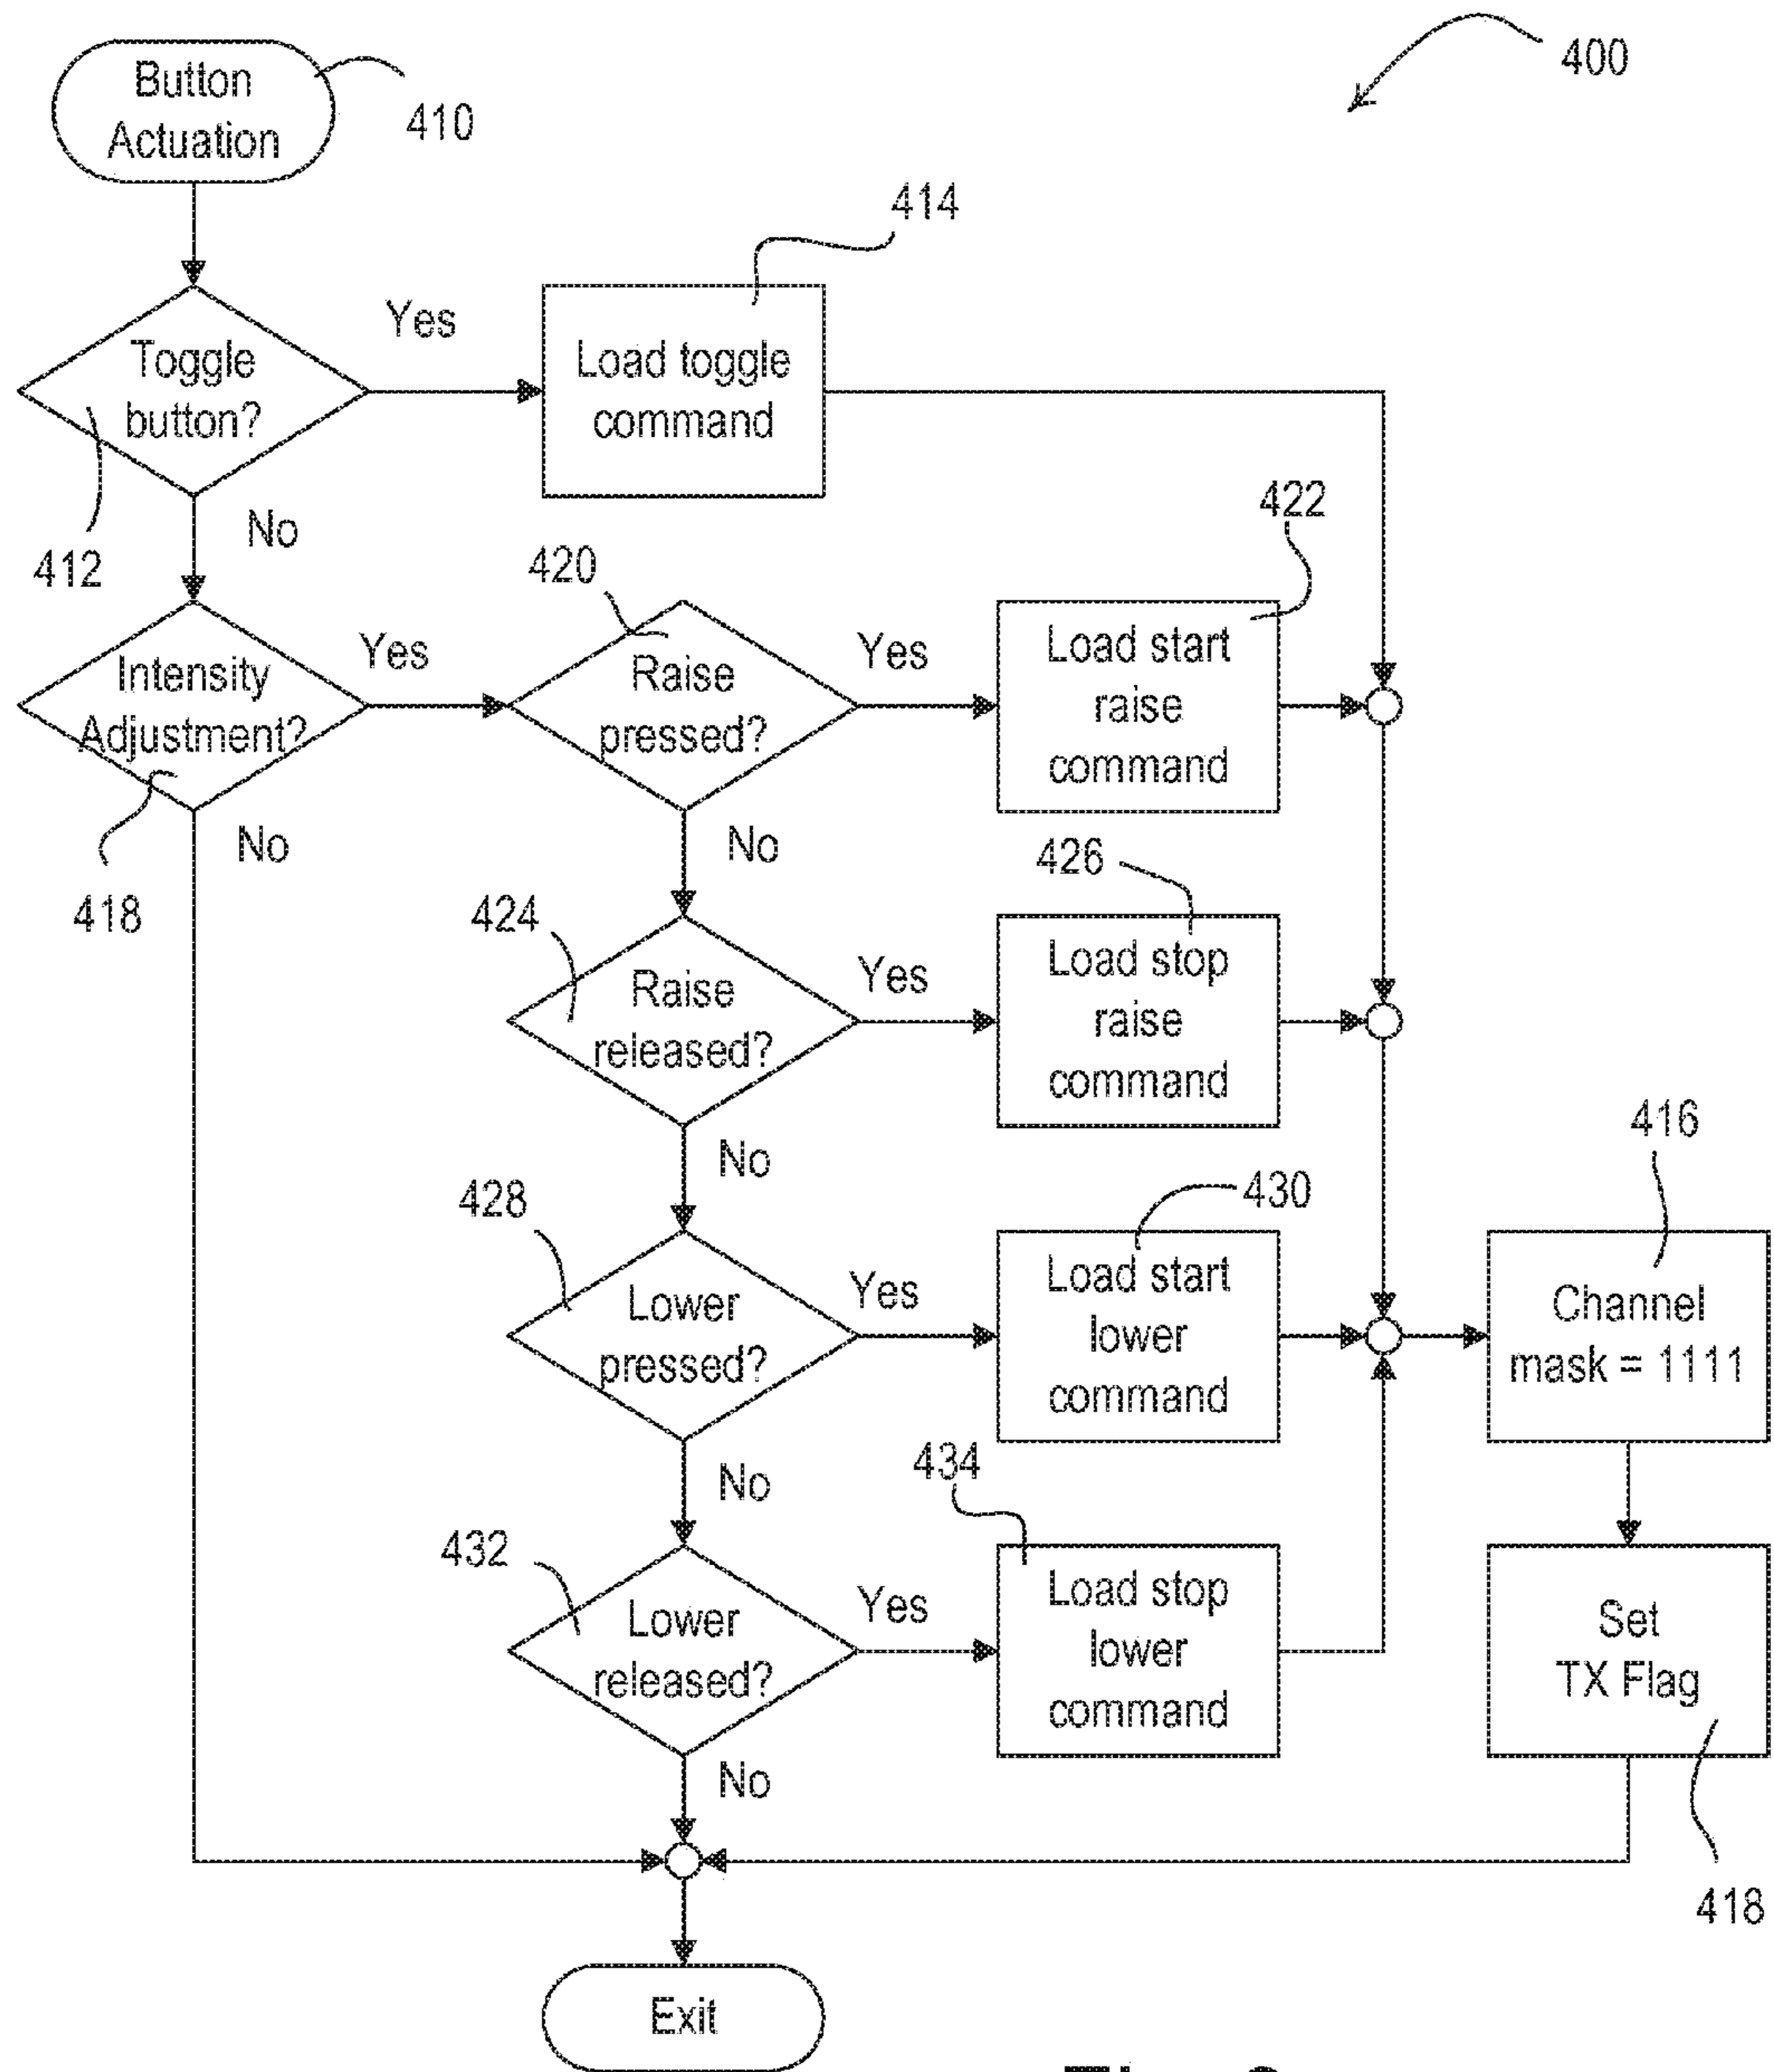 400
Button
Actuation
410
414
Toggle
button?
Yes
Load toggle
command
412
No
420
422
Intensity
Adjustment?
Yes
Raise
pressed?
Yes
Load start
raise
command
418
No
No
424
426
Raise
released?
Yes
Load stop
raise
command
No
416
428
430
Lower
pressed?
Yes
Load start
lower
command
Channel
mask = 1111
No
432
434
Lower
released?
Yes
Load stop
lower
command
Set
TX Flag
No
418
Exit